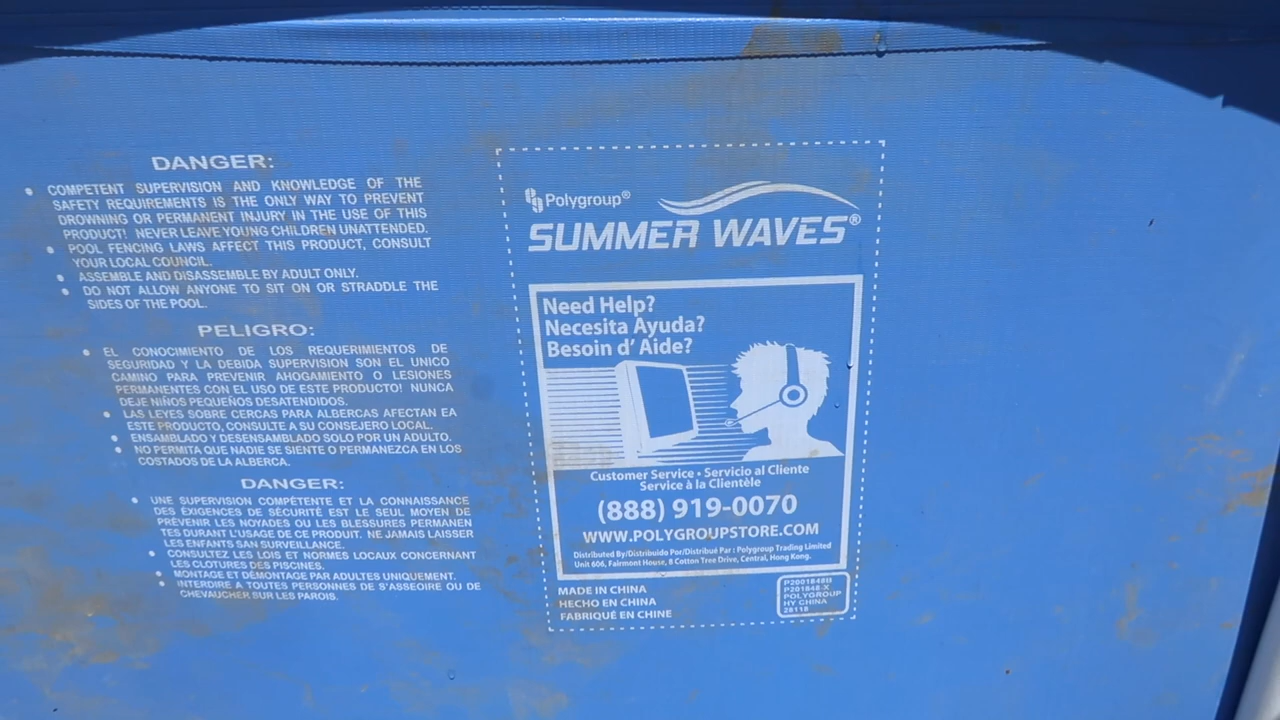 DANGER:
• COMPETENT SUPERVISION AND KNOWLEDGE OF THE
SAFETY REQUIREMENTS IS THE ONLY WAY TO PREVENT
DROWNING OR PERMANENT INJURY IN THE USE OF THIS
PRODUCT! NEVER LEAVE YOUNG CHILDREN UNATTENDED.
• POOL FENCING LAWS AFFECT THIS PRODUCT, CONSULT
YOUR LOCAL COUNCIL.
• ASSEMBLE AND DISASSEMBLE BY ADULT ONLY.
• DO NOT ALLOW ANYONE TO SIT ON OR STRADDLE THE
SIDES OF THE POOL.
PELIGRO:
• EL CONOCIMIENTO DE LOS REQUERIMIENTOS DE
SEGURIDAD Y LA DEBIDA SUPERVISION SON EL UNICO
CAMINO PARA PREVENIR AHOGAMIENTO O LESIONES
PERMANENTES CON EL USO DE ESTE PRODUCTO! NUNCA
DEJE NIÑOS PEQUEÑOS DESATENDIDOS.
• LAS LEYES SOBRE CERCAS PARA ALBERCAS AFECTAN EA
ESTE PRODUCTO, CONSULTE A SU CONSEJERO LOCAL.
• ENSAMBLADO Y DESENSAMBLADO SOLO POR UN ADULTO.
• NO PERMITA QUE NADIE SE SIENTE O PERMANEZCA EN LOS
COSTADOS DE LA ALBERCA.
DANGER:
• UNE SUPERVISION COMPÉTENTE ET LA CONNAISSANCE
DES ÉXIGENCES DE SÉCURITÉ EST LE SEUL MOYEN DE
PRÉVENIR LES NOYADES OU LES BLESSURES PERMANEN
TES DURANT L'USAGE DE CE PRODUIT. NE JAMAIS LAISSER
LES ENFANTS SAN SURVEILLANCE.
• CONSULTEZ LES LOIS ET NORMES LOCAUX CONCERNANT
LES CLOTURES DES PISCINES.
• MONTAGE ET DÉMONTAGE PAR ADULTES UNIQUEMENT.
• INTERDIRE A TOUTES PERSONNES DE S'ASSEOIRE OU DE
CHEVAUCHER SUR LES PAROIS.
Polygroup®
SUMMER WAVES®
Need Help?
Necesita Ayuda?
Besoin d' Aide?
Customer Service • Servicio al Cliente
Service à la Clientèle
(888) 919-0070
WWW.POLYGROUPSTORE.COM
Distributed By/Distribuido Por/Distribué Par : Polygroup Trading Limited
Unit 606, Fairmont House, 8 Cotton Tree Drive, Central, Hong Kong.
MADE IN CHINA
HECHO EN CHINA
FABRIQUÉ EN CHINE
P2001848H
P201848-X
POLYGROUP
HY CHINA
28118